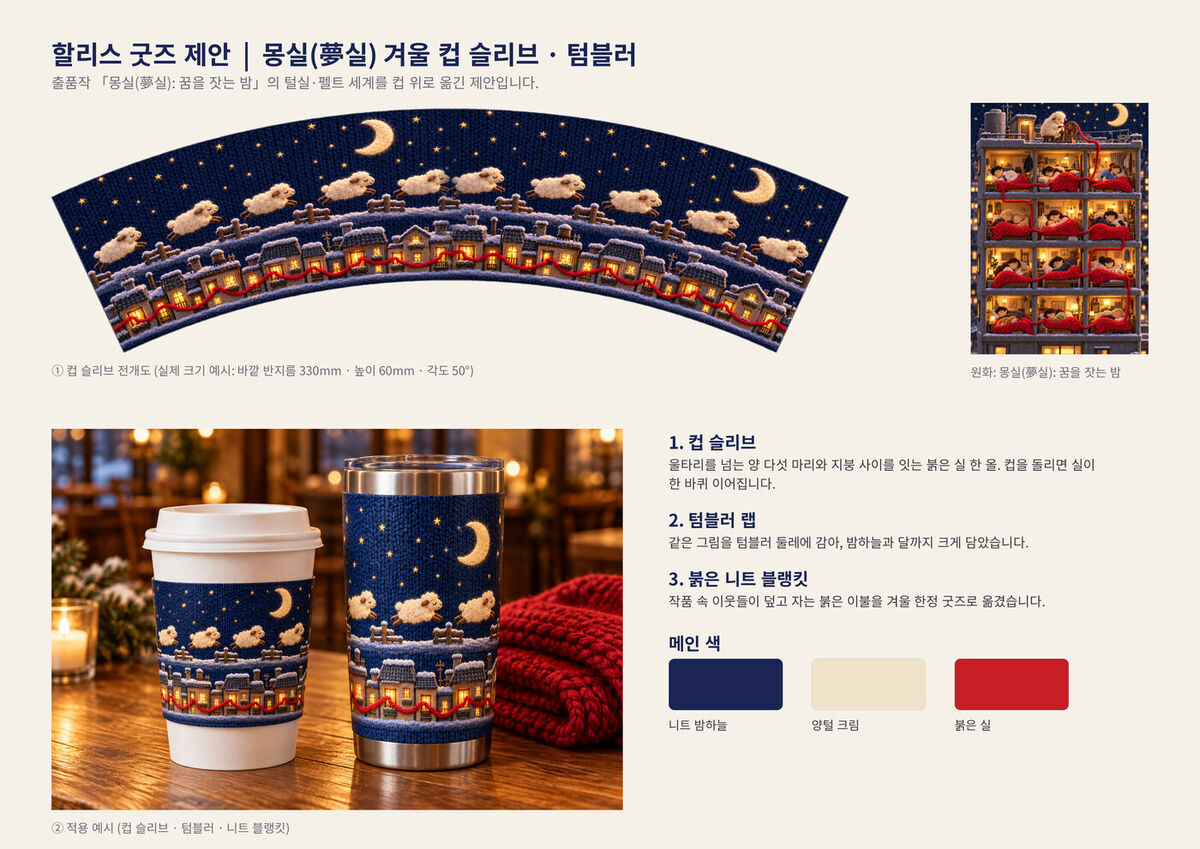 할리스 굿즈 제안 | 몽실(夢실) 겨울 컵 슬리브 · 텀블러
출품작 「몽실(夢실): 꿈을 잣는 밤」의 털실·펠트 세계를 컵 위로 옮긴 제안입니다.
① 컵 슬리브 전개도 (실제 크기 예시: 바깥 반지름 330mm · 높이 60mm · 각도 50°)
원화: 몽실(夢실): 꿈을 잣는 밤
1. 컵 슬리브
울타리를 넘는 양 다섯 마리와 지붕 사이를 잇는 붉은 실 한 올. 컵을 돌리면 실이
한 바퀴 이어집니다.
2. 텀블러 랩
같은 그림을 텀블러 둘레에 감아, 밤하늘과 달까지 크게 담았습니다.
3. 붉은 니트 블랭킷
작품 속 이웃들이 덮고 자는 붉은 이불을 겨울 한정 굿즈로 옮겼습니다.
메인 색
니트 밤하늘
양털 크림
붉은 실
② 적용 예시 (컵 슬리브 · 텀블러 · 니트 블랭킷)